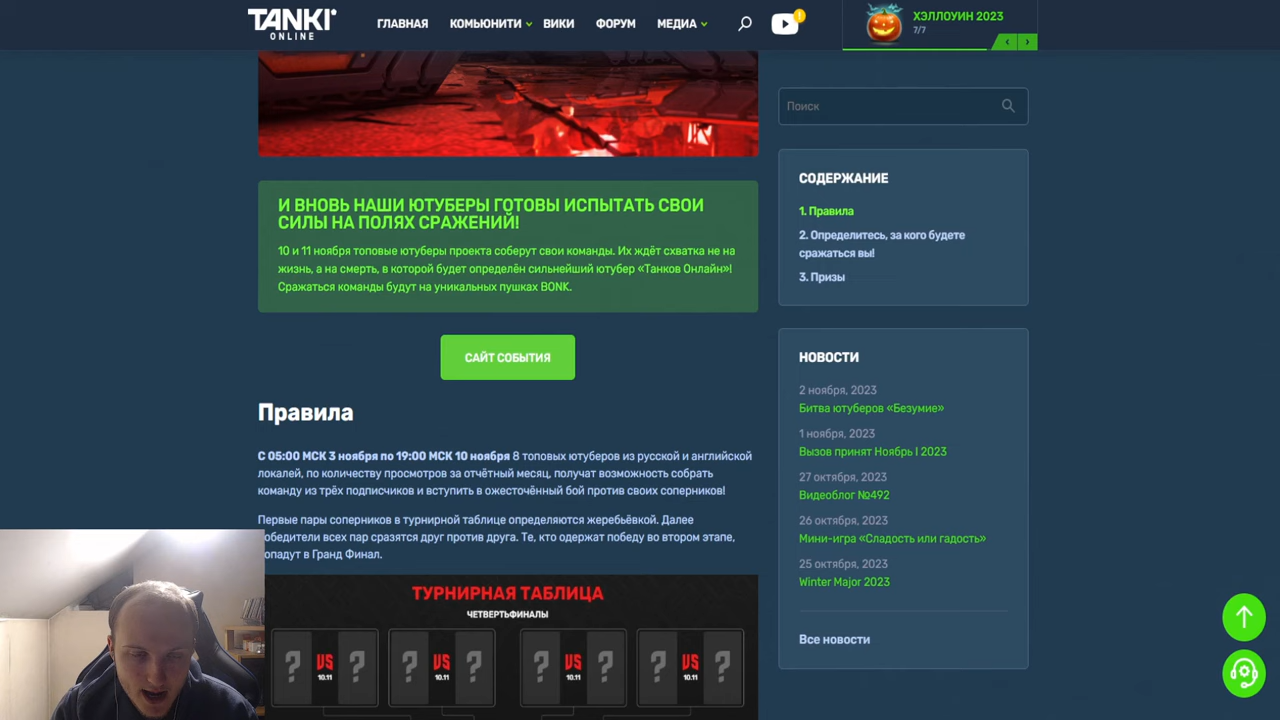 TANKI
ONLINE
ГЛАВНАЯ
КОМЬЮНИТИ
ВИКИ
ФОРУМ
МЕДИА
1
ХЭЛЛОУИН 2023
7/7
И ВНОВЬ НАШИ ЮТУБЕРЫ ГОТОВЫ ИСПЫТАТЬ СВОИ
СИЛЫ НА ПОЛЯХ СРАЖЕНИЙ!
10 и 11 ноября топовые ютуберы проекта соберут свои команды. Их ждёт схватка не на
жизнь, а на смерть, в которой будет определён сильнейший ютубер «Танков Онлайн»!
Сражаться команды будут на уникальных пушках BONK.
САЙТ СОБЫТИЯ
Правила
С 05:00 МСК 3 ноября по 19:00 МСК 10 ноября 8 топовых ютуберов из русской и английской
локалей, по количеству просмотров за отчётный месяц, получат возможность собрать
команду из трёх подписчиков и вступить в ожесточённый бой против своих соперников!
Первые пары соперников в турнирной таблице определяются жеребьёвкой. Далее
победители всех пар сразятся друг против друга. Те, кто одержат победу во втором этапе,
попадут в Гранд Финал.
ТУРНИРНАЯ ТАБЛИЦА
ЧЕТВЕРТЬФИНАЛЫ
? VS ? ? VS ? ? VS ? ? VS ?
10.11 10.11 10.11 10.11
Поиск
СОДЕРЖАНИЕ
1. Правила
2. Определитесь, за кого будете
сражаться вы!
3. Призы
НОВОСТИ
2 ноября, 2023
Битва ютуберов «Безумие»
1 ноября, 2023
Вызов принят Ноябрь I 2023
27 октября, 2023
Видеоблог №492
26 октября, 2023
Мини-игра «Сладость или гадость»
25 октября, 2023
Winter Major 2023
Все новости